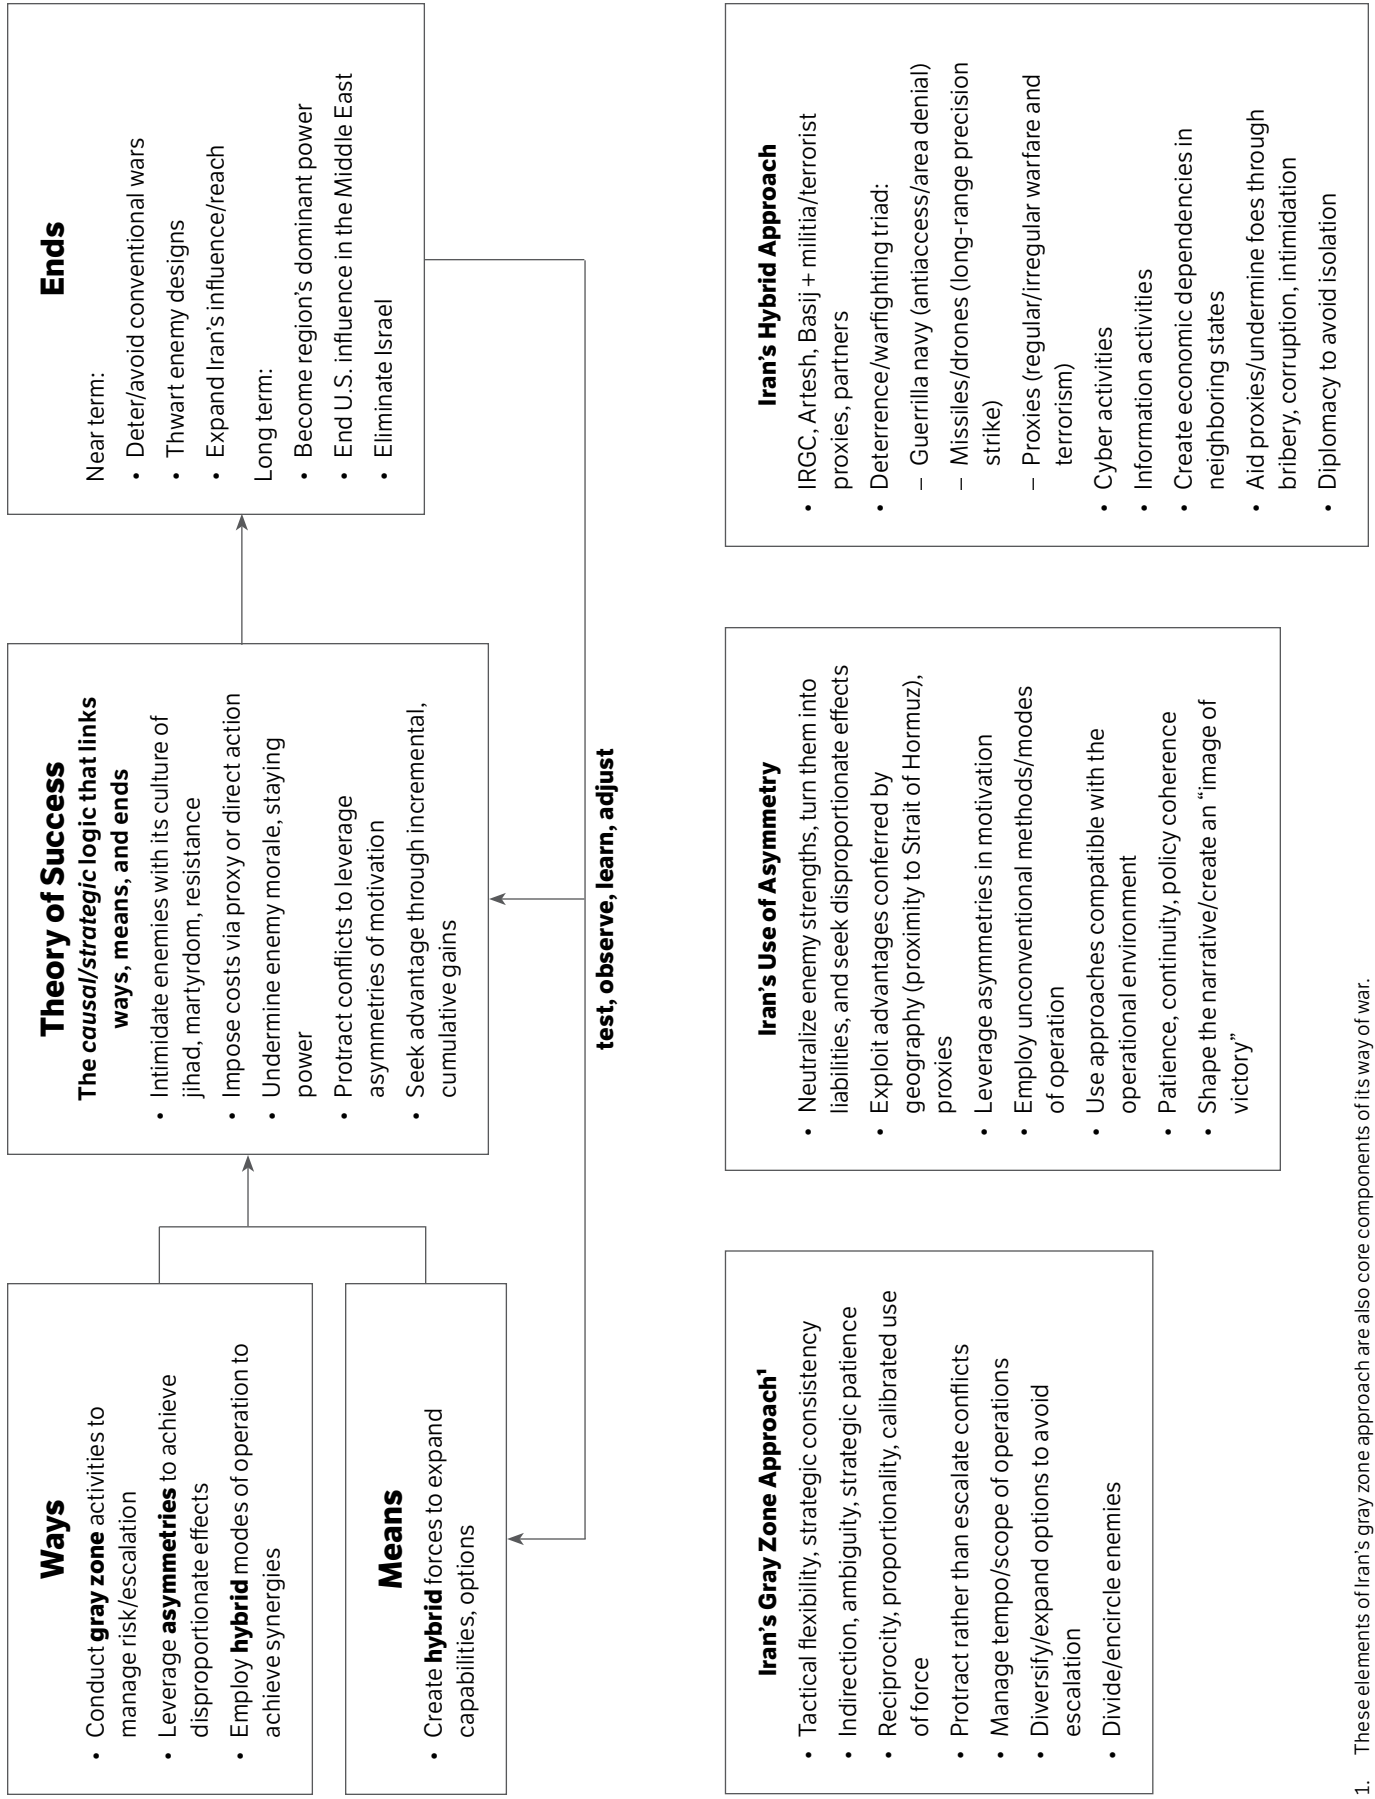 Ways
• Conduct gray zone activities to
manage risk/escalation
• Leverage asymmetries to achieve
disproportionate effects
• Employ hybrid modes of operation to
achieve synergies
Means
• Create hybrid forces to expand
capabilities, options
Theory of Success
The causal/strategic logic that links
ways, means, and ends
• Intimidate enemies with its culture of
jihad, martyrdom, resistance
• Impose costs via proxy or direct action
• Undermine enemy morale, staying
power
• Protract conflicts to leverage
asymmetries of motivation
• Seek advantage through incremental,
cumulative gains
Ends
Near term:
• Deter/avoid conventional wars
• Thwart enemy designs
• Expand Iran’s influence/reach
Long term:
• Become region’s dominant power
• End U.S. influence in the Middle East
• Eliminate Israel
test, observe, learn, adjust
Iran’s Gray Zone Approach¹
• Tactical flexibility, strategic consistency
• Indirection, ambiguity, strategic patience
• Reciprocity, proportionality, calibrated use
of force
• Protract rather than escalate conflicts
• Manage tempo/scope of operations
• Diversify/expand options to avoid
escalation
• Divide/encircle enemies
Iran’s Use of Asymmetry
• Neutralize enemy strengths, turn them into
liabilities, and seek disproportionate effects
• Exploit advantages conferred by
geography (proximity to Strait of Hormuz),
proxies
• Leverage asymmetries in motivation
• Employ unconventional methods/modes
of operation
• Use approaches compatible with the
operational environment
• Patience, continuity, policy coherence
• Shape the narrative/create an “image of
victory”
Iran’s Hybrid Approach
• IRGC, Artesh, Basij + militia/terrorist
proxies, partners
• Deterrence/warfighting triad:
– Guerrilla navy (antiaccess/area denial)
– Missiles/drones (long-range precision
strike)
– Proxies (regular/irregular warfare and
terrorism)
• Cyber activities
• Information activities
• Create economic dependencies in
neighboring states
• Aid proxies/undermine foes through
bribery, corruption, intimidation
• Diplomacy to avoid isolation
1. These elements of Iran’s gray zone approach are also core components of its way of war.